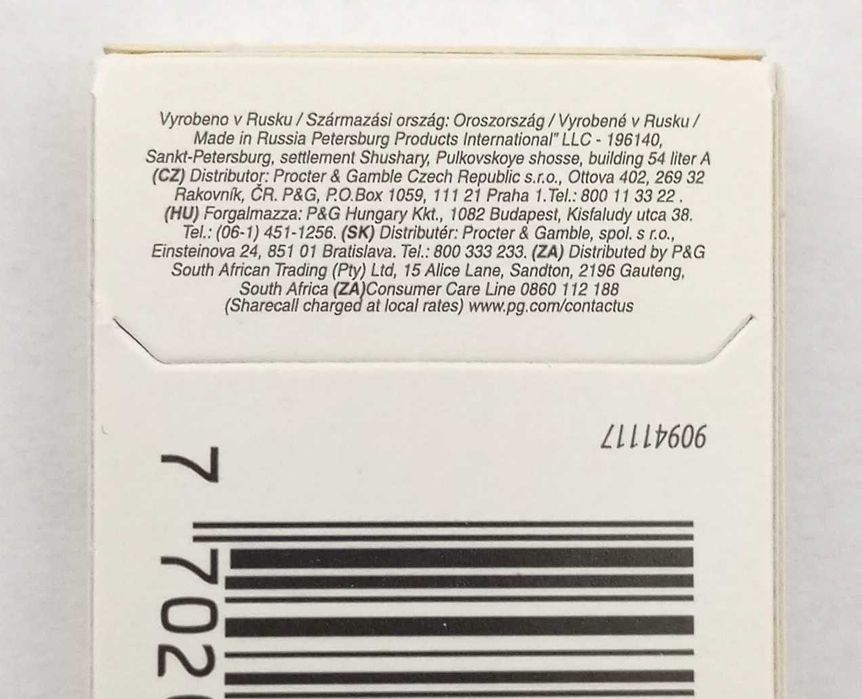 Vyrobeno v Rusku / Származási ország: Oroszország / Vyrobené v Rusku /
Made in Russia Petersburg Products International" LLC - 196140,
Sankt-Petersburg, settlement Shushary, Pulkovskoye shosse, building 54 liter A
(CZ) Distributor: Procter & Gamble Czech Republic s.r.o., Ottova 402, 269 32
Rakovník, ČR. P&G, P.O.Box 1059, 111 21 Praha 1.Tel.: 800 11 33 22 .
(HU) Forgalmazza: P&G Hungary Kkt., 1082 Budapest, Kisfaludy utca 38.
Tel.: (06-1) 451-1256. (SK) Distributér: Procter & Gamble, spol. s r.o.,
Einsteinova 24, 851 01 Bratislava. Tel.: 800 333 233. (ZA) Distributed by P&G
South African Trading (Pty) Ltd, 15 Alice Lane, Sandton, 2196 Gauteng,
South Africa (ZA)Consumer Care Line 0860 112 188
(Sharecall charged at local rates) www.pg.com/contactus
90941117
7 702